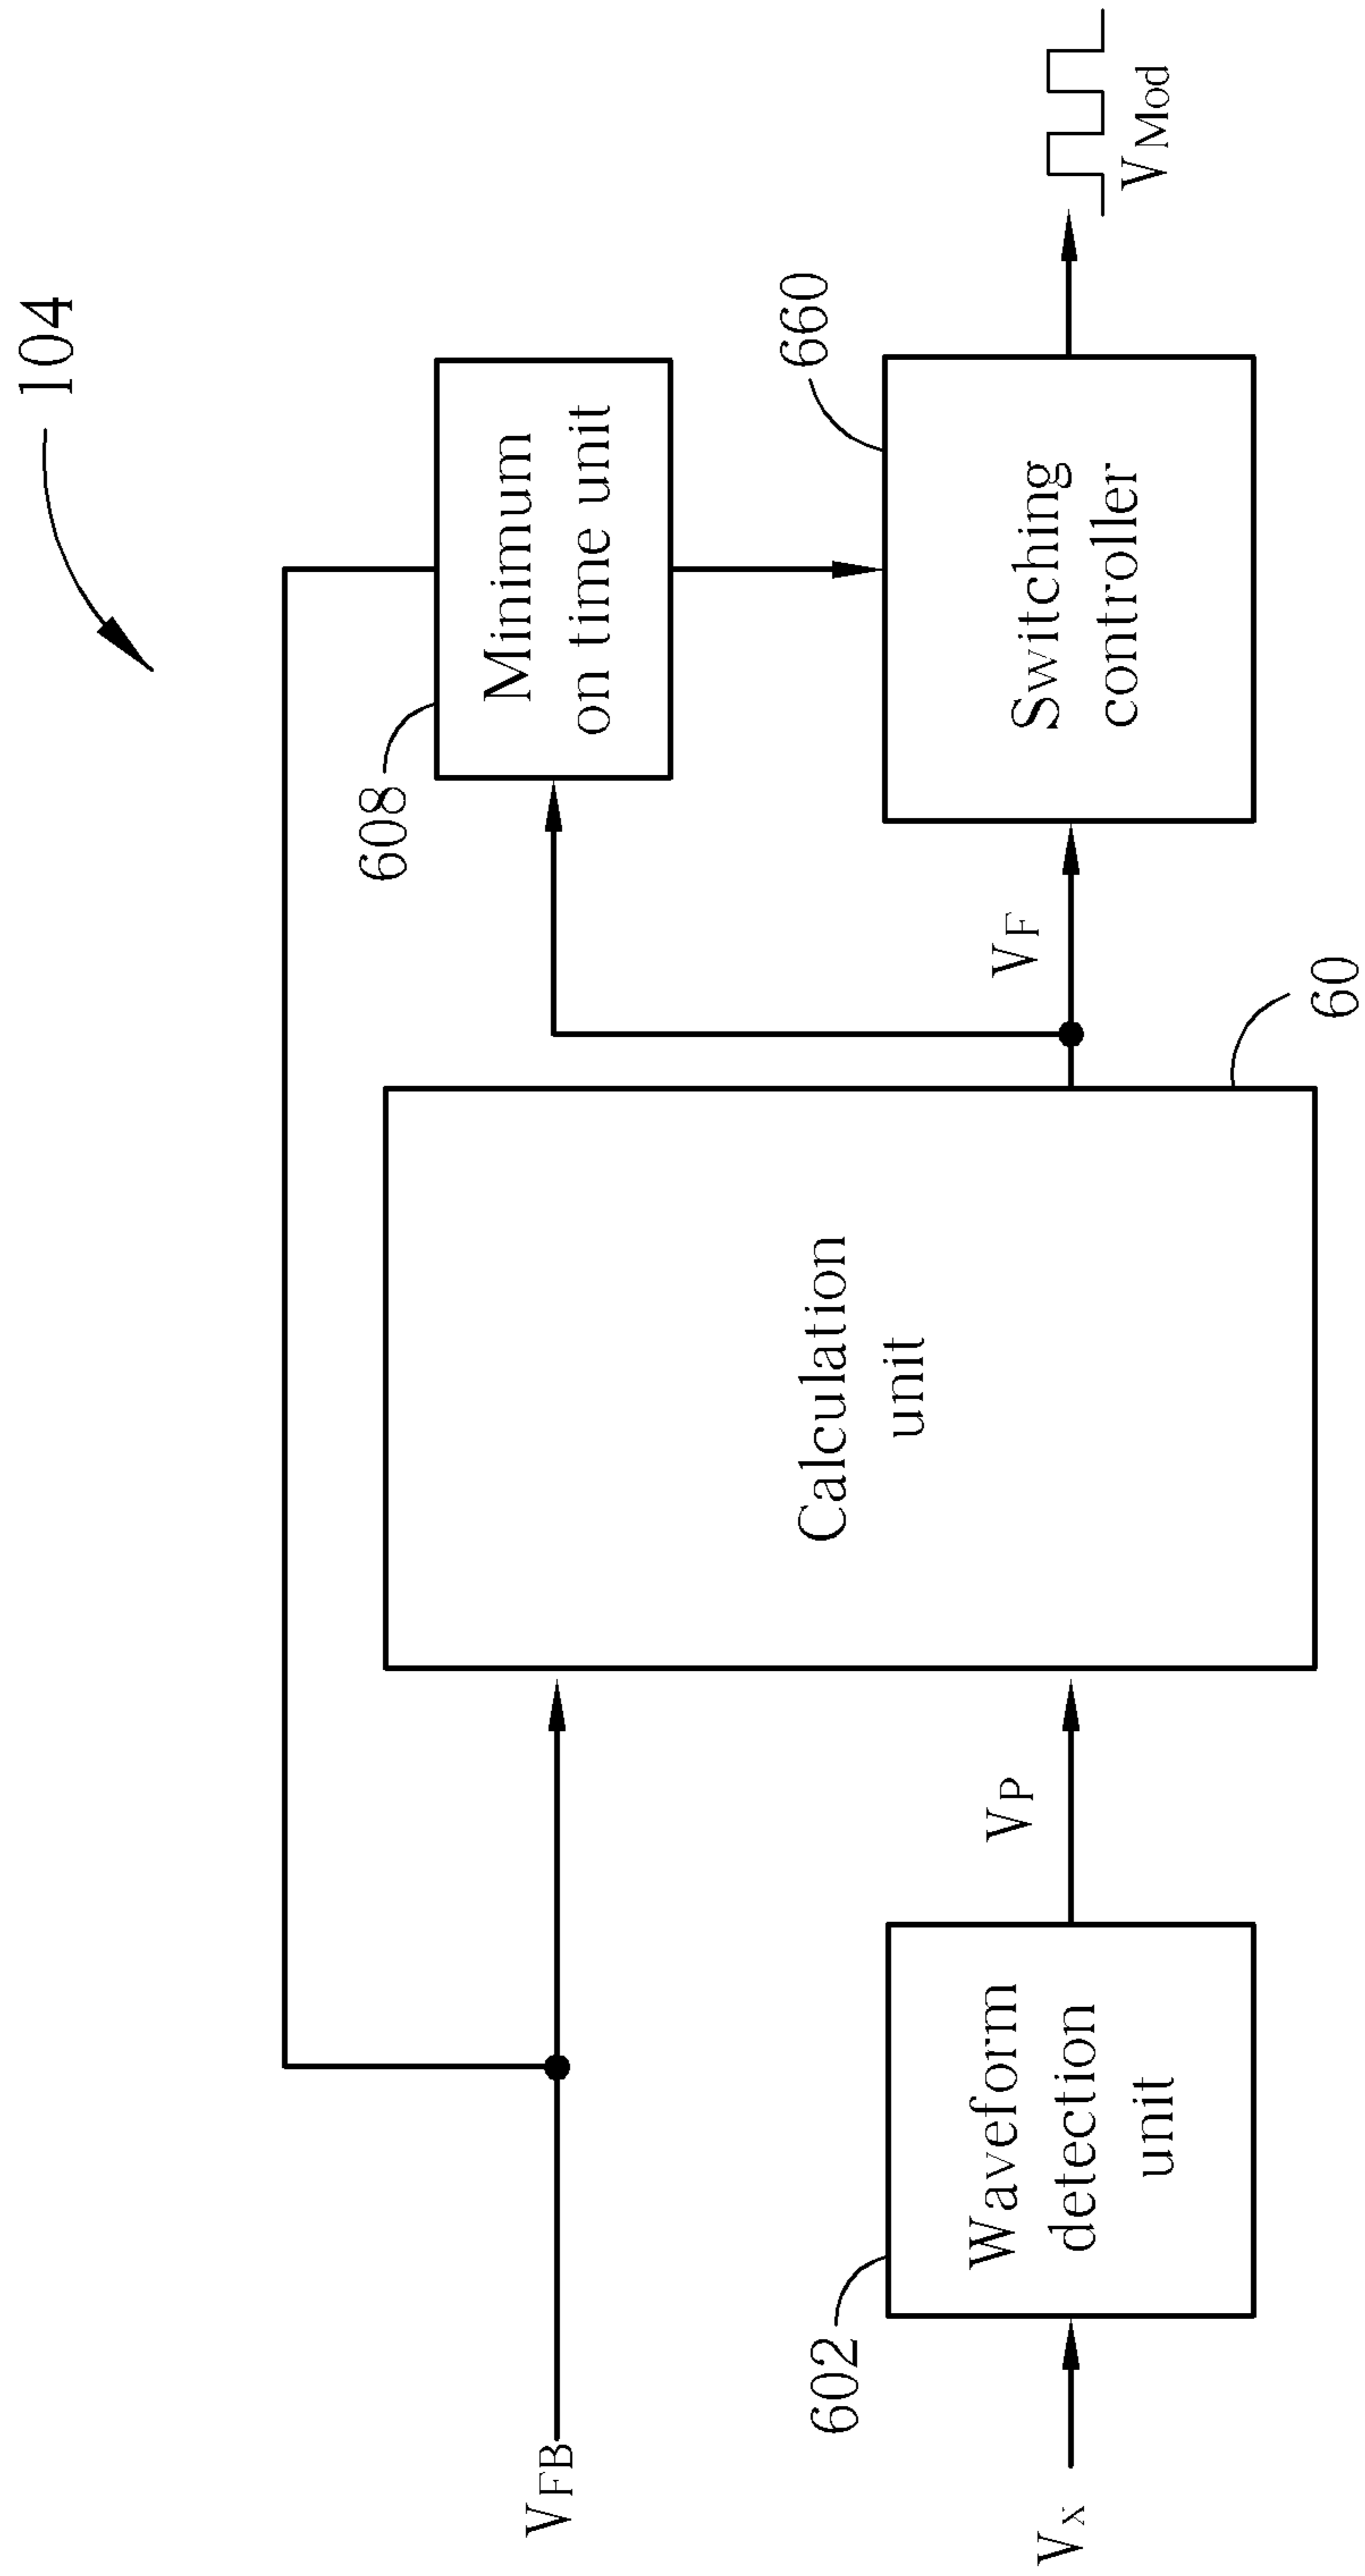 104
608
Minimum
on time unit
660
Switching
controller
V_Mod
V_F
Calculation
unit
60
V_FB
V_P
602
Waveform
detection
unit
V_X